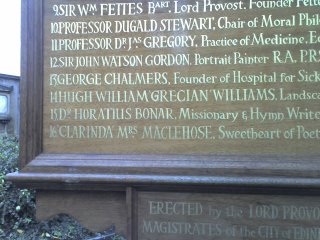 9 SIR Wᴹ FETTES BART, Lord Provost, Founder Fett
10 PROFESSOR DUGALD STEWART, Chair of Moral Phil
11 PROFESSOR Dᴿ JAˢ GREGORY, Practice of Medicine, E
12 SIR JOHN WATSON GORDON, Portrait Painter R.A. P.R.S
13 GEORGE CHALMERS, Founder of Hospital for Sick
14 HUGH WILLIAM GRECIAN WILLIAMS, Landsca
15 Dᴿ HORATIUS BONAR, Missionary & Hymn Write
16 CLARINDA MRS MACLEHOSE, Sweetheart of Poet
ERECTED by the LORD PROVO
MAGISTRATES of the CITY of EDIN